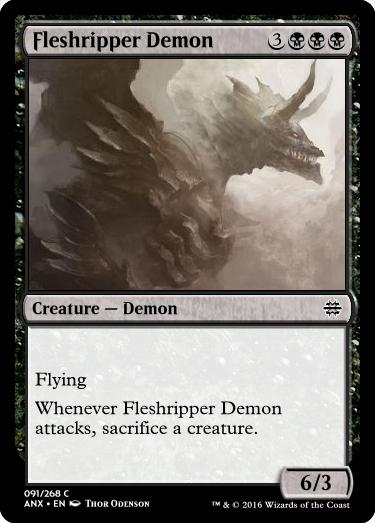 Fleshripper Demon 3
Creature — Demon
Flying
Whenever Fleshripper Demon
attacks, sacrifice a creature.
6/3
091/268 C
ANX • EN Thor Odenson
™ & © 2016 Wizards of the Coast